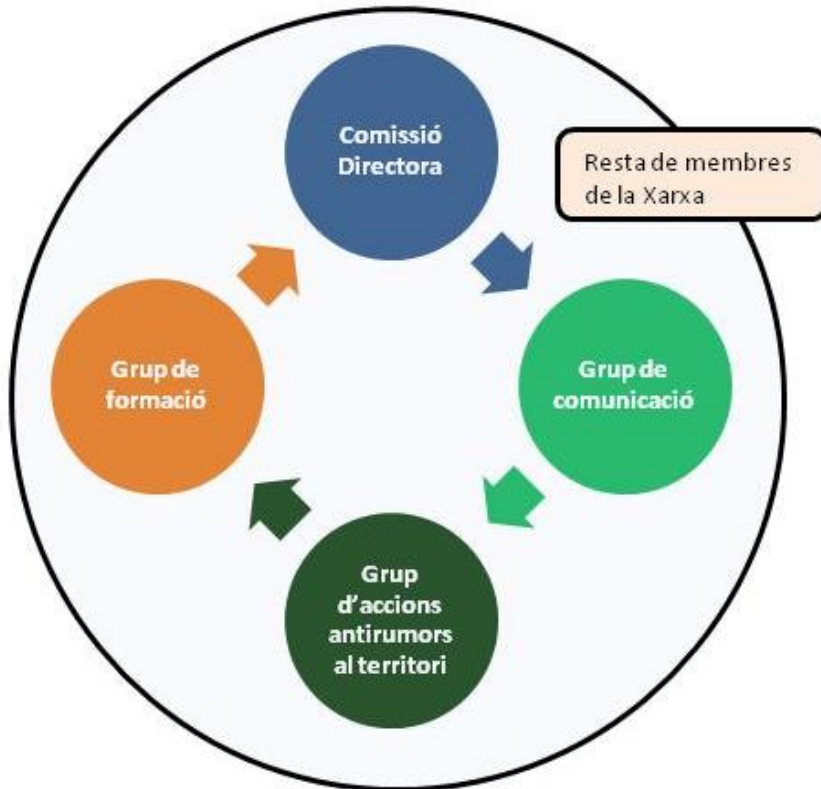 Comissió
Directora
Resta de membres
de la Xarxa
Grup de
formació
Grup de
comunicació
Grup
d'accions
antirumors
al territori